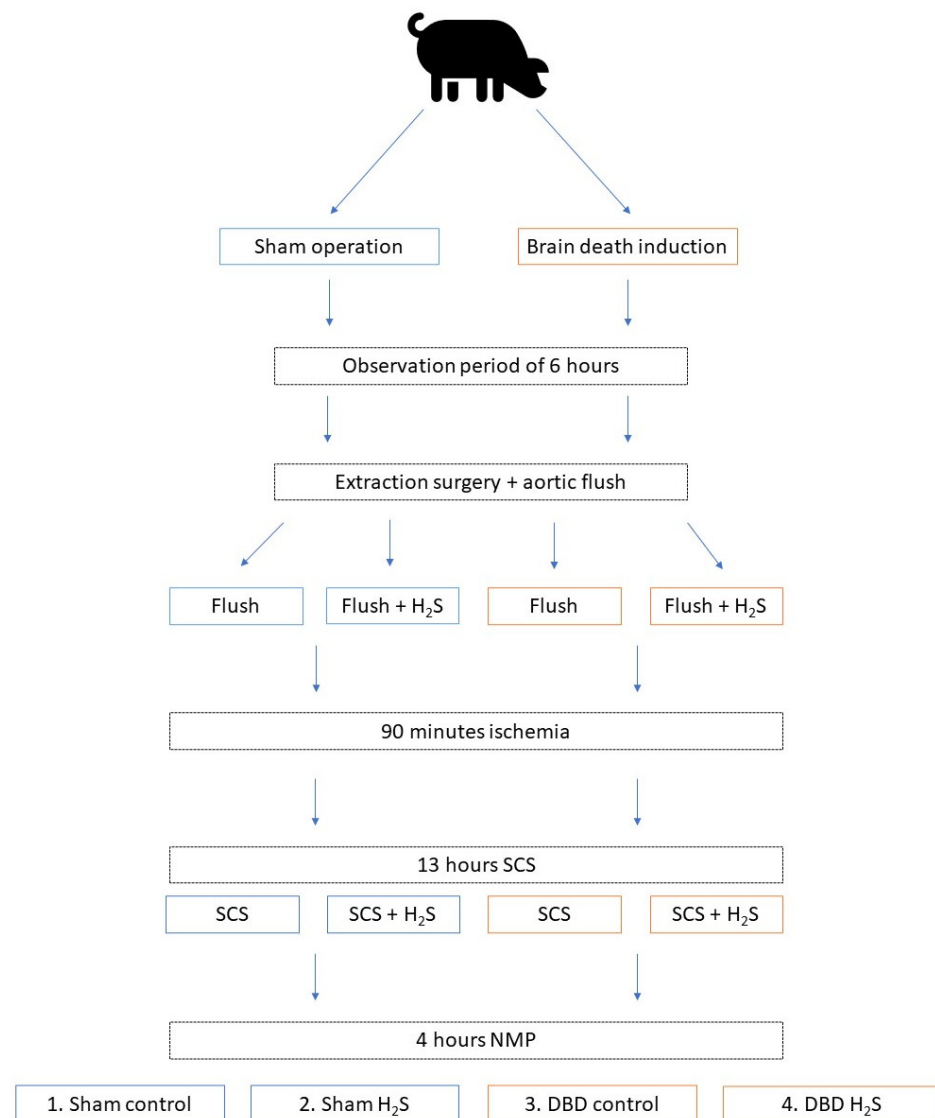 Sham operation
Brain death induction
Observation period of 6 hours
Extraction surgery + aortic flush
Flush
Flush + H₂S
Flush
Flush + H₂S
90 minutes ischemia
13 hours SCS
SCS
SCS + H₂S
SCS
SCS + H₂S
4 hours NMP
1. Sham control
2. Sham H₂S
3. DBD control
4. DBD H₂S